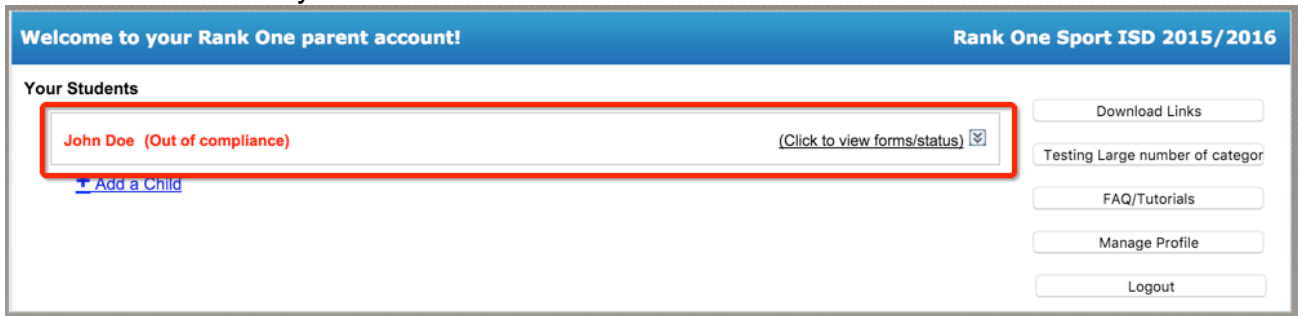 Welcome to your Rank One parent account! Rank One Sport ISD 2015/2016
Your Students
John Doe (Out of compliance) (Click to view forms/status)
+ Add a Child
Download Links
Testing Large number of categor
FAQ/Tutorials
Manage Profile
Logout